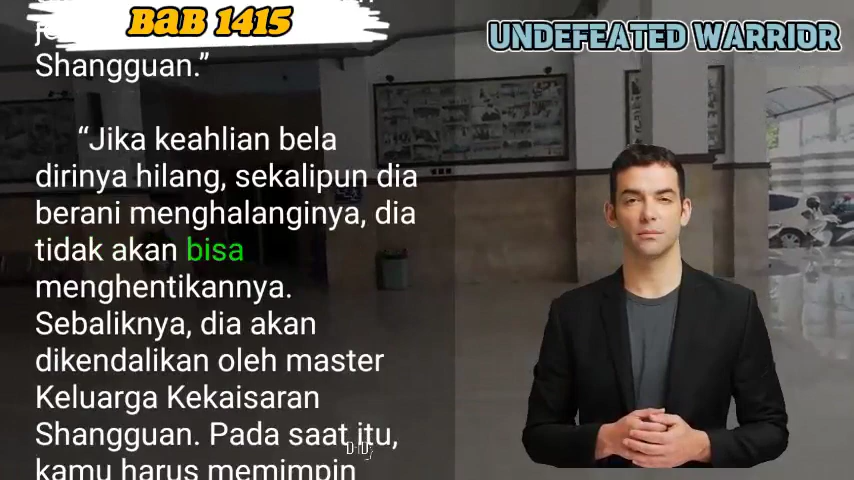 BAB 1415
UNDEFEATED WARRIOR
Shangguan.”
“Jika keahlian bela
dirinya hilang, sekalipun dia
berani menghalanginya, dia
tidak akan bisa
menghentikannya.
Sebaliknya, dia akan
dikendalikan oleh master
Keluarga Kekaisaran
Shangguan. Pada saat itu,
kamu harus memimpin
D-ID